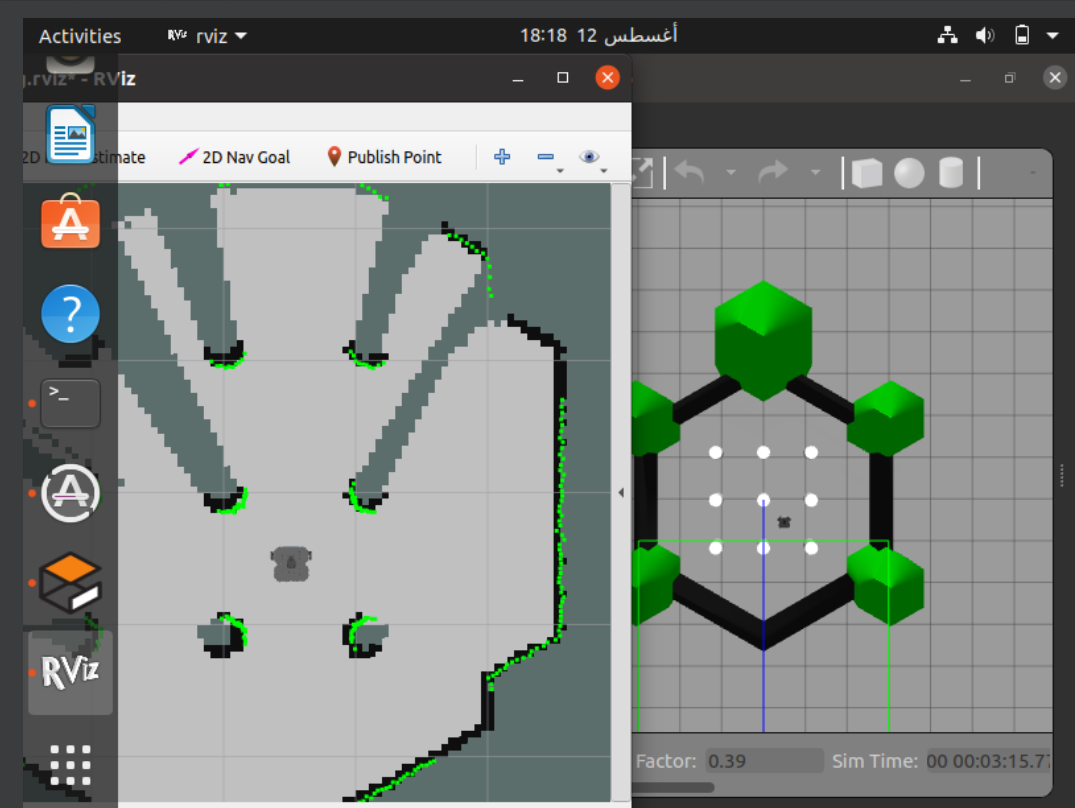 Activities
RViz rviz
أغسطس 12 18:18
.rviz* - RViz
2D
stimate
2D Nav Goal
Publish Point
RViz
Factor: 0.39
Sim Time: 00 00:03:15.7